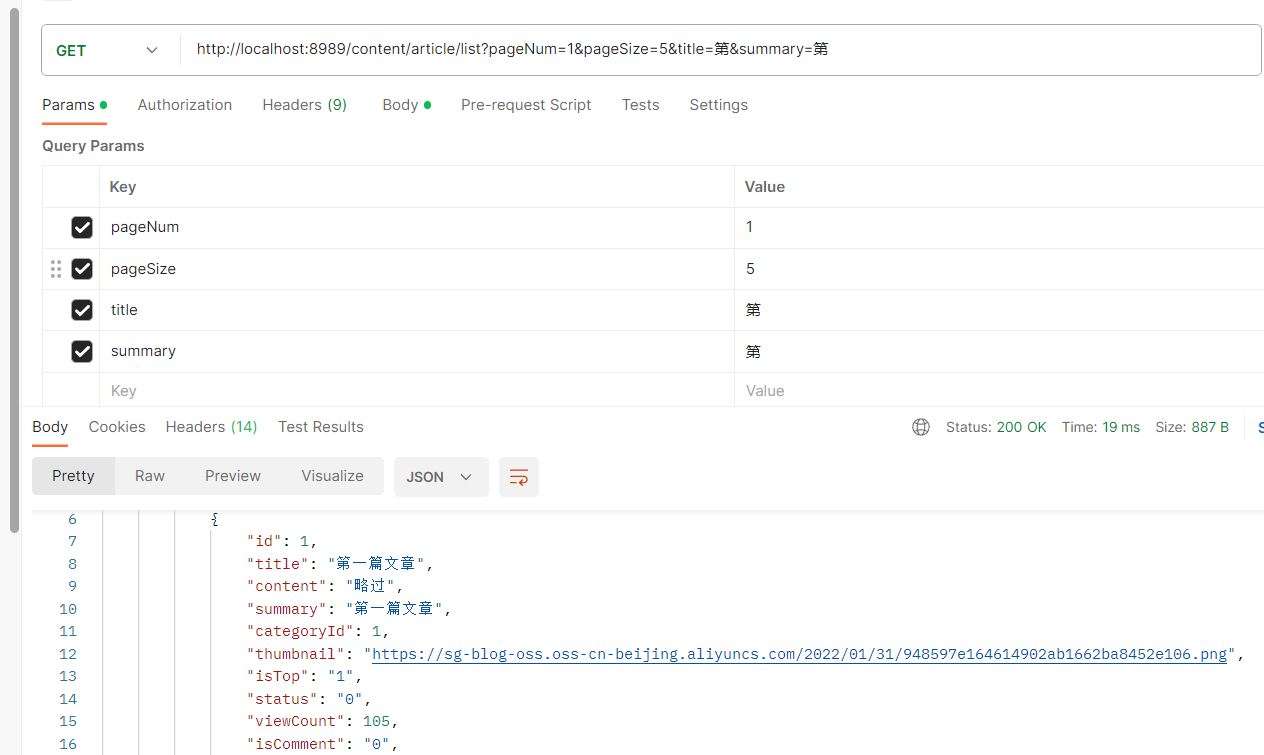 GET http://localhost:8989/content/article/list?pageNum=1&pageSize=5&title=第&summary=第
Params Authorization Headers (9) Body Pre-request Script Tests Settings
Query Params
Key Value
pageNum 1
pageSize 5
title 第
summary 第
Key Value
Body Cookies Headers (14) Test Results Status: 200 OK Time: 19 ms Size: 887 B S
Pretty Raw Preview Visualize JSON
6 {
7 "id": 1,
8 "title": "第一篇文章",
9 "content": "略过",
10 "summary": "第一篇文章",
11 "categoryId": 1,
12 "thumbnail": "https://sg-blog-oss.oss-cn-beijing.aliyuncs.com/2022/01/31/948597e164614902ab1662ba8452e106.png",
13 "isTop": "1",
14 "status": "0",
15 "viewCount": 105,
16 "isComment": "0",